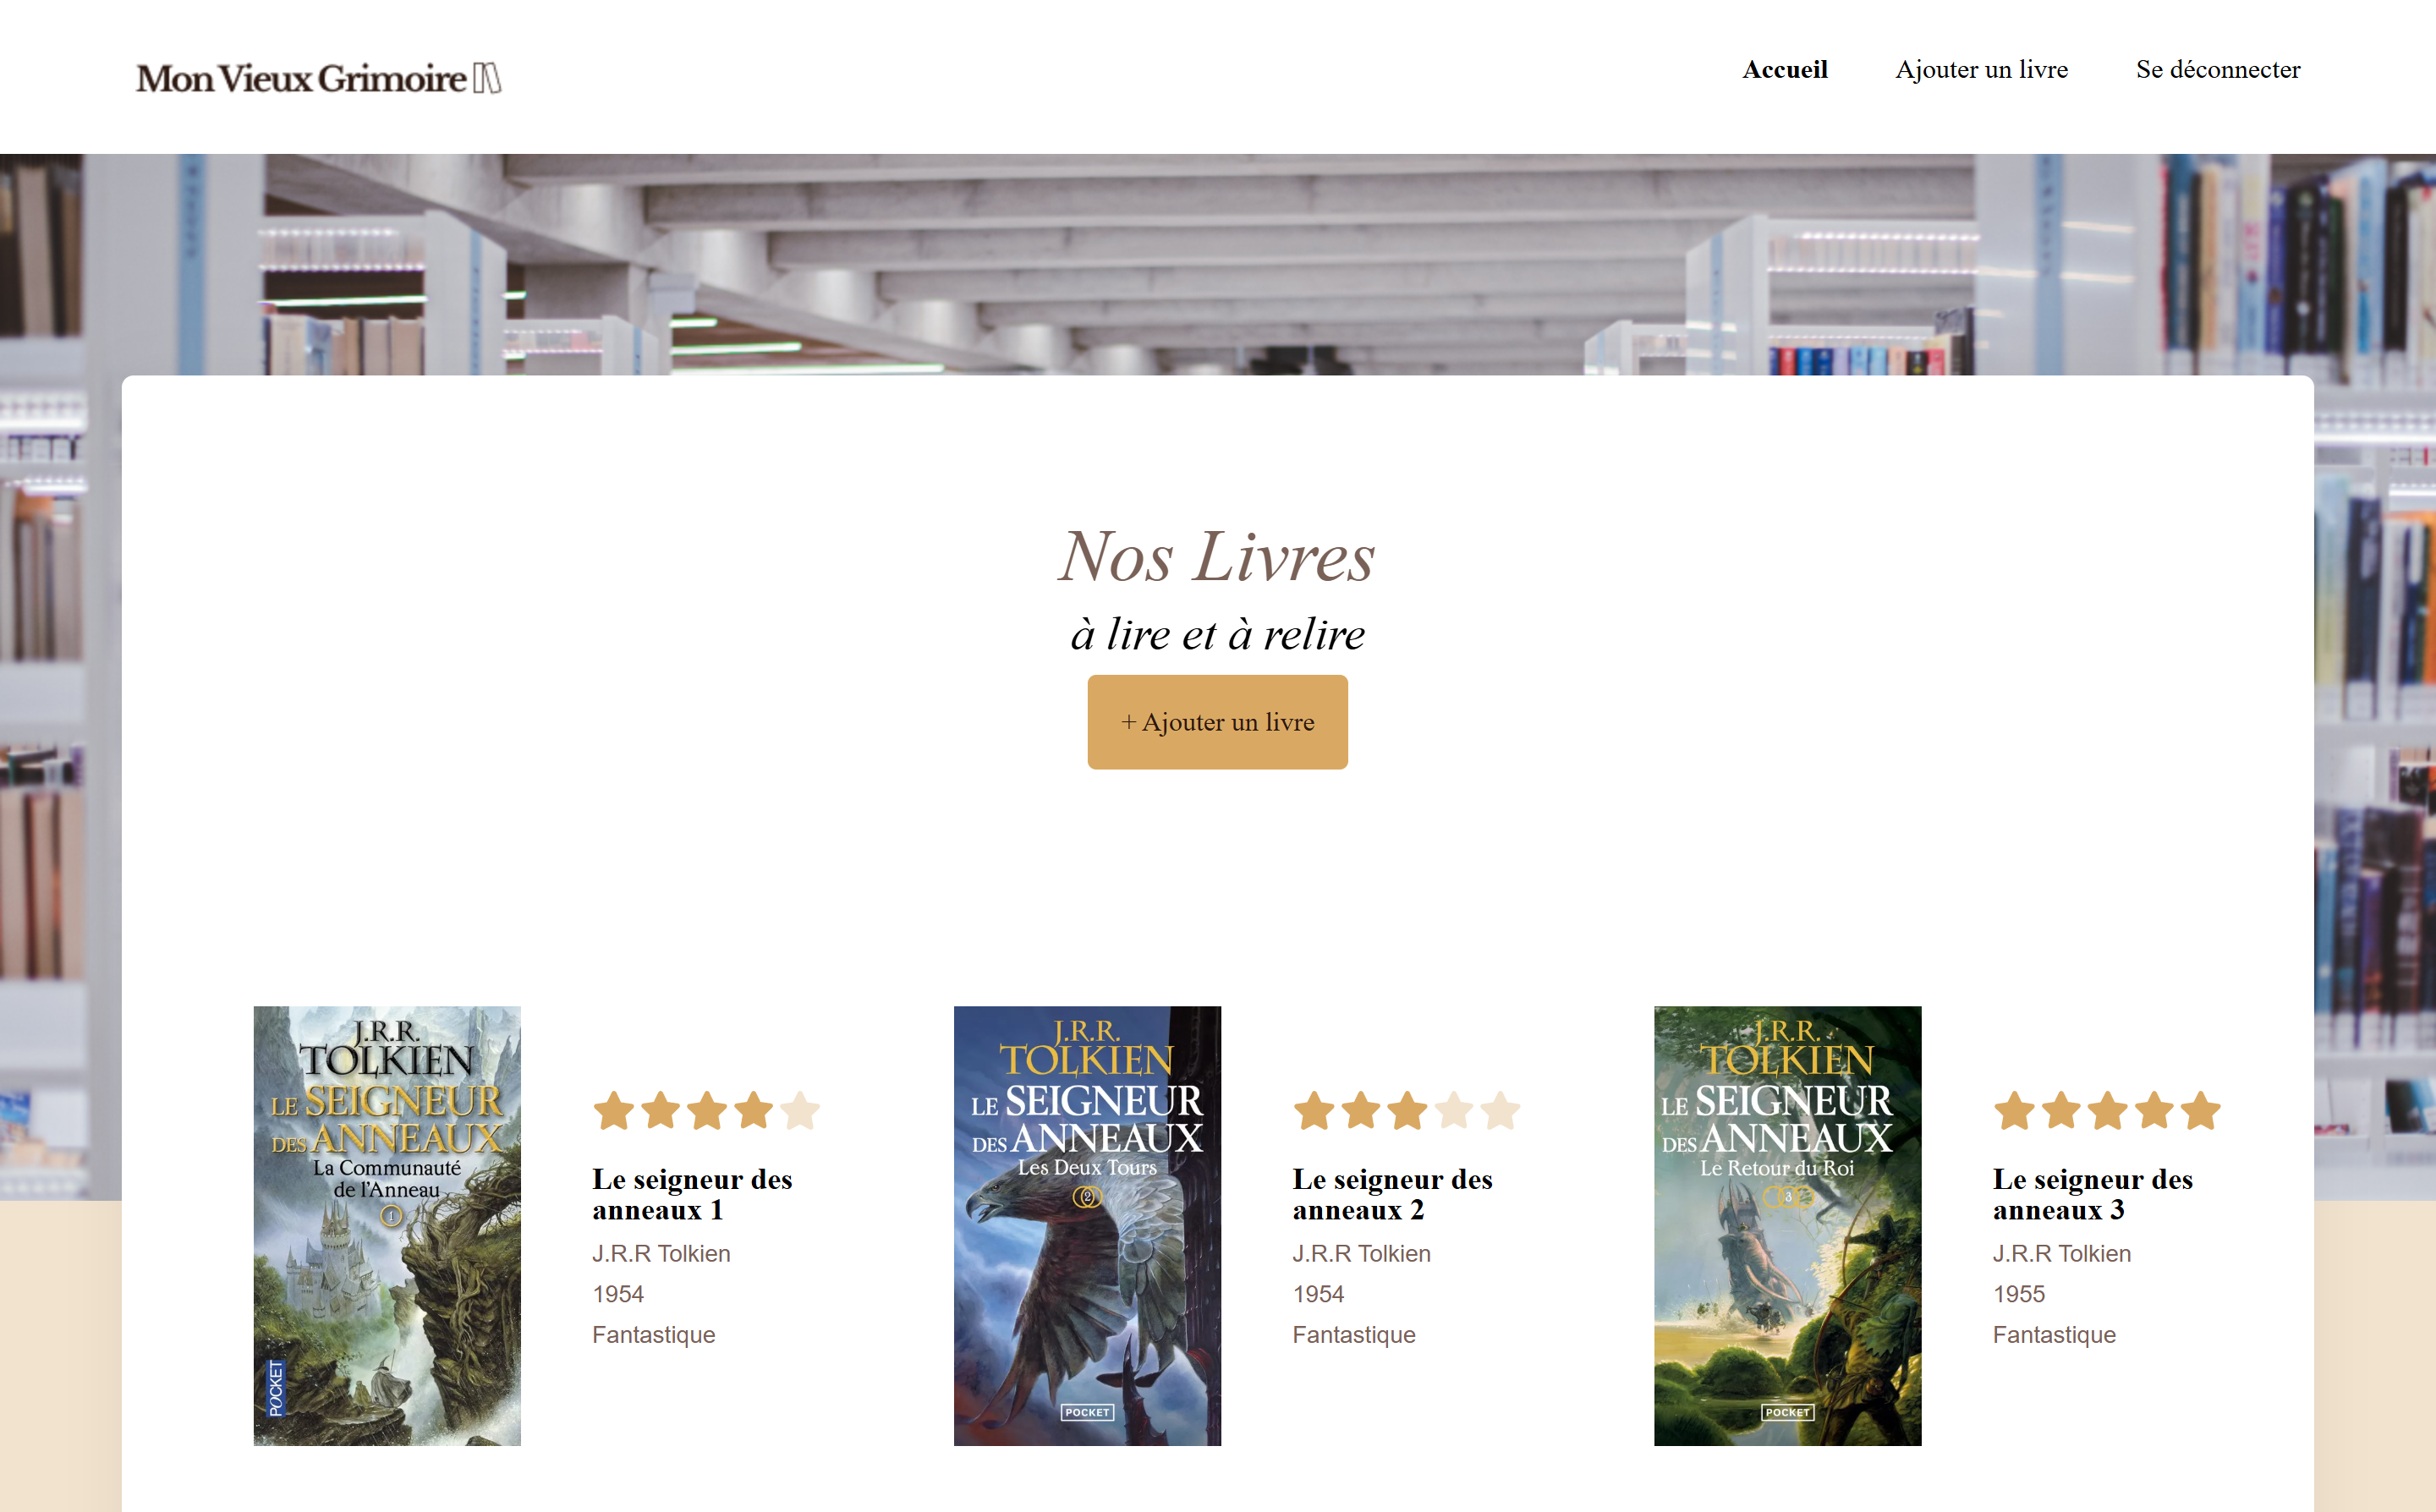 Mon Vieux Grimoire
Accueil
Ajouter un livre
Se déconnecter
Nos Livres
à lire et à relire
+ Ajouter un livre
J.R.R.
TOLKIEN
LE SEIGNEUR
DES ANNEAUX
La Communauté
de l'Anneau
1
POCKET
Le seigneur des
anneaux 1
J.R.R Tolkien
1954
Fantastique
J.R.R.
TOLKIEN
LE SEIGNEUR
DES ANNEAUX
Les Deux Tours
2
POCKET
Le seigneur des
anneaux 2
J.R.R Tolkien
1954
Fantastique
J.R.R.
TOLKIEN
LE SEIGNEUR
DES ANNEAUX
Le Retour du Roi
3
POCKET
Le seigneur des
anneaux 3
J.R.R Tolkien
1955
Fantastique